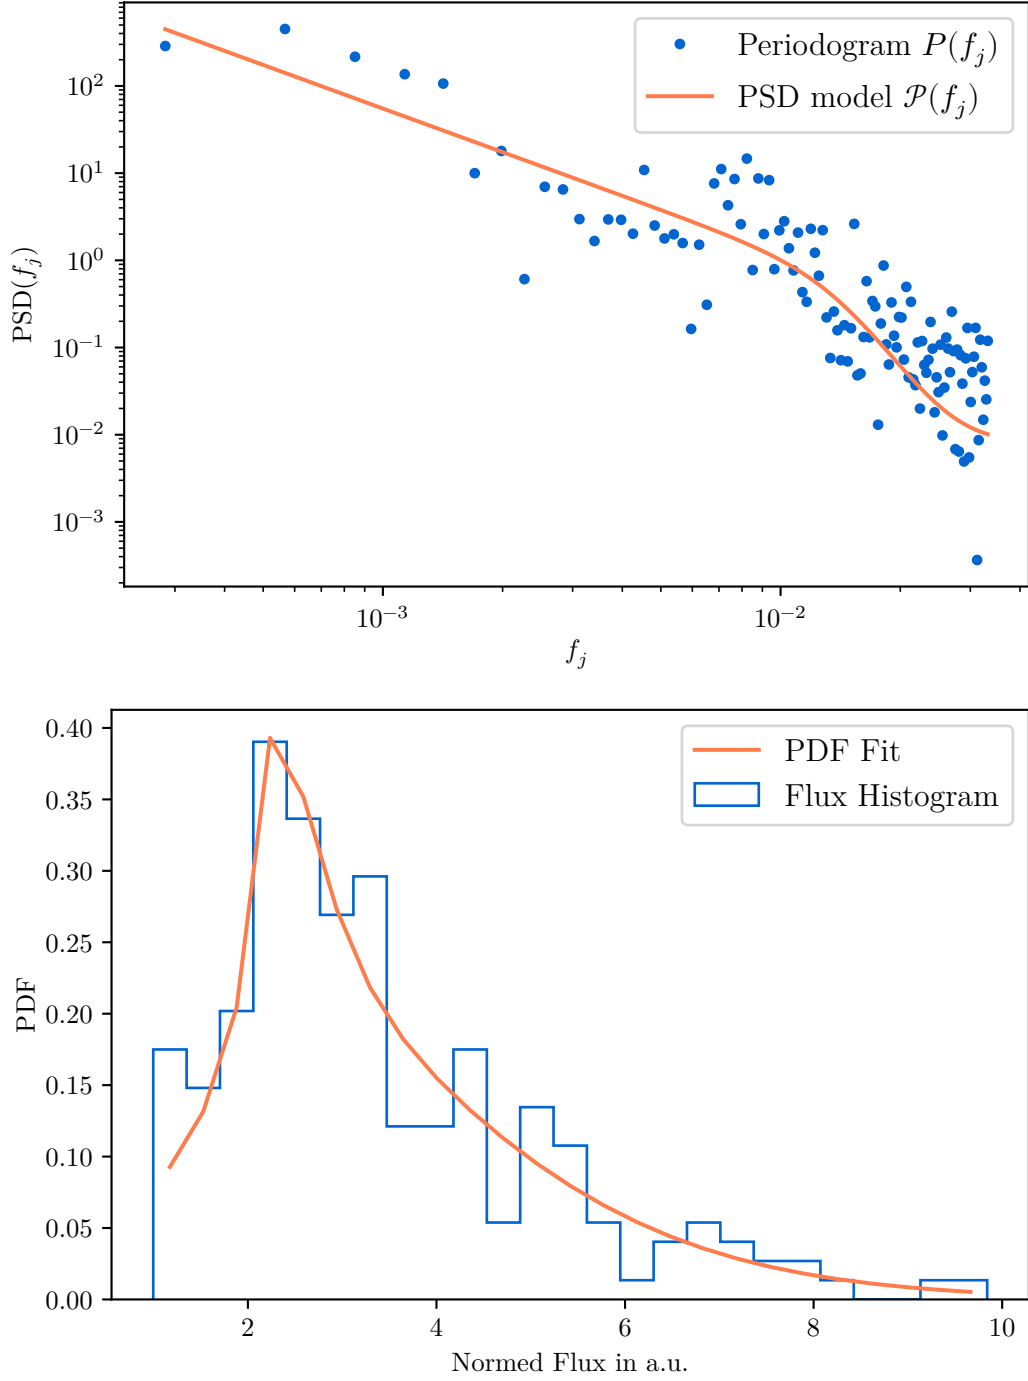 Periodogram P(f_j)
PSD model 𝒫(f_j)
10^2
10^1
10^0
10^−1
10^−2
10^−3
PSD(f_j)
10^−3 10^−2
f_j
0.40
0.35
0.30
0.25
0.20
0.15
0.10
0.05
0.00
PDF
PDF Fit
Flux Histogram
2 4 6 8 10
Normed Flux in a.u.